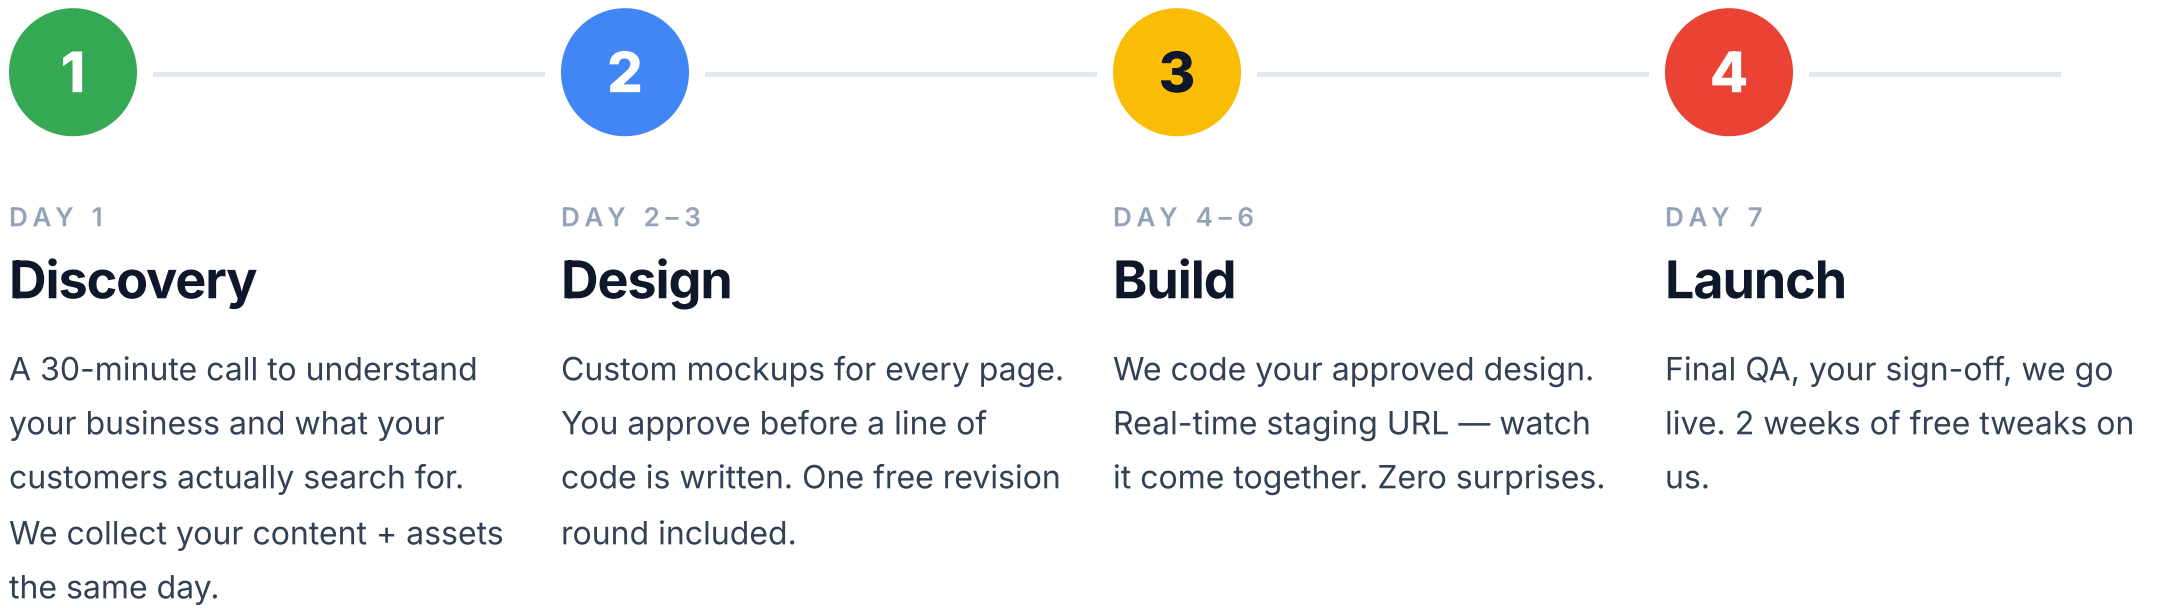 1
2
3
4
DAY 1
Discovery
A 30-minute call to understand
your business and what your
customers actually search for.
We collect your content + assets
the same day.
DAY 2–3
Design
Custom mockups for every page.
You approve before a line of
code is written. One free revision
round included.
DAY 4–6
Build
We code your approved design.
Real-time staging URL — watch
it come together. Zero surprises.
DAY 7
Launch
Final QA, your sign-off, we go
live. 2 weeks of free tweaks on
us.